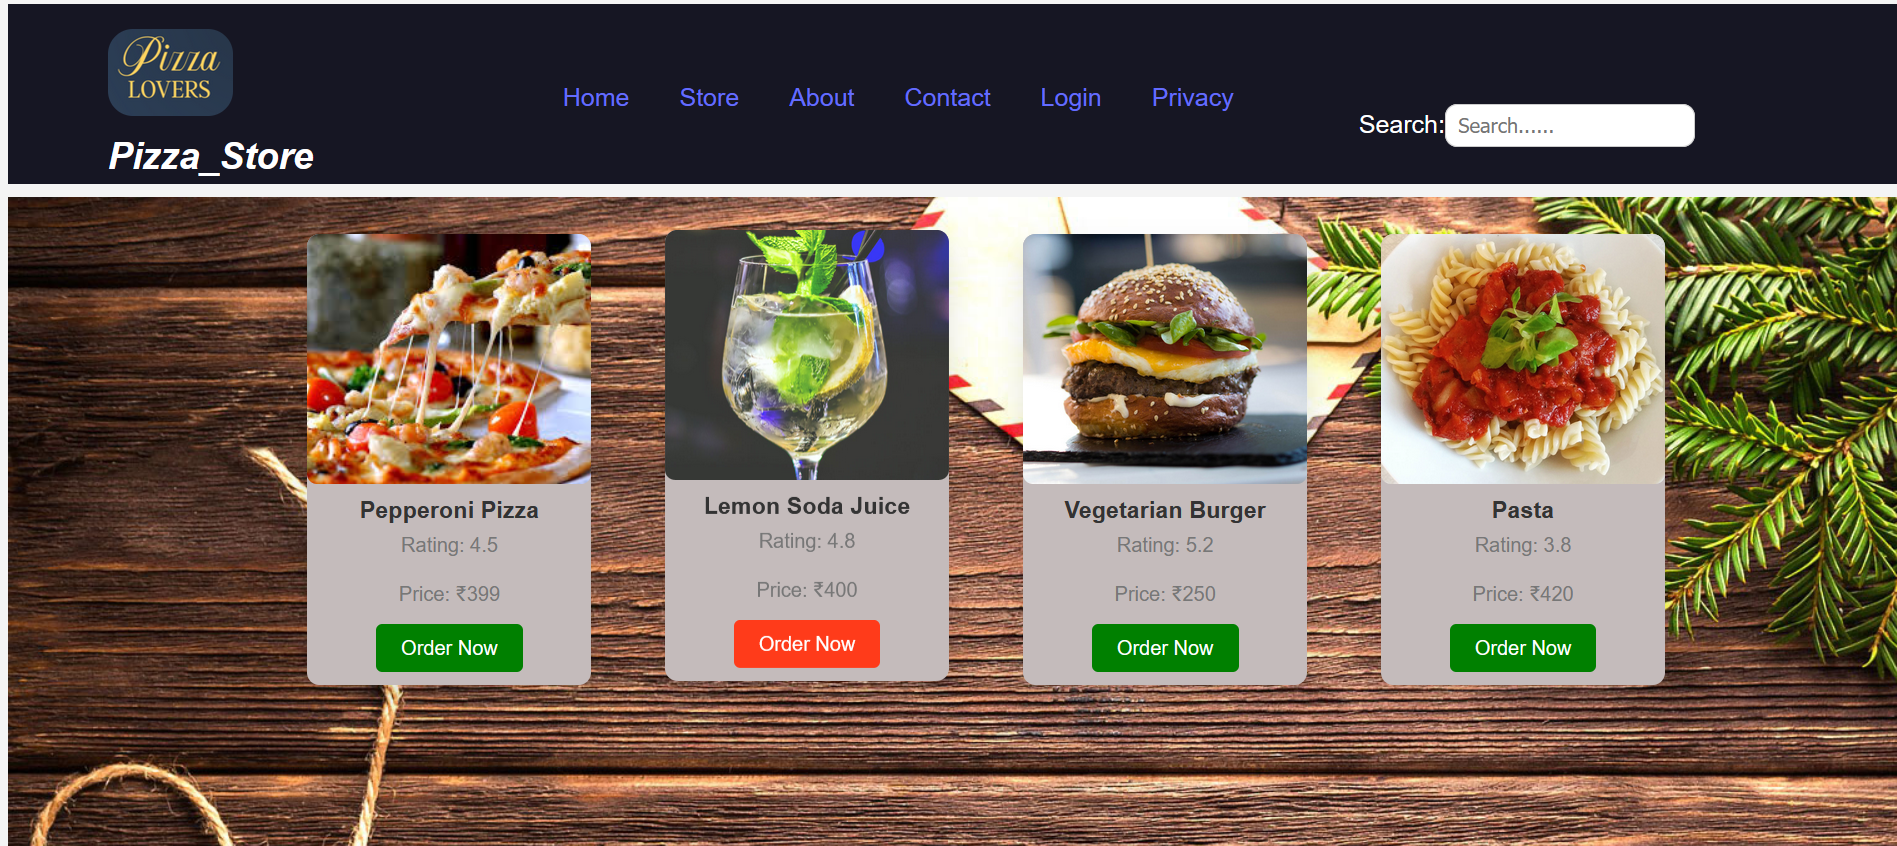 Pizza
LOVERS
Pizza_Store
Home Store About Contact Login Privacy
Search: Search......
Pepperoni Pizza
Rating: 4.5
Price: ₹399
Order Now
Lemon Soda Juice
Rating: 4.8
Price: ₹400
Order Now
Vegetarian Burger
Rating: 5.2
Price: ₹250
Order Now
Pasta
Rating: 3.8
Price: ₹420
Order Now